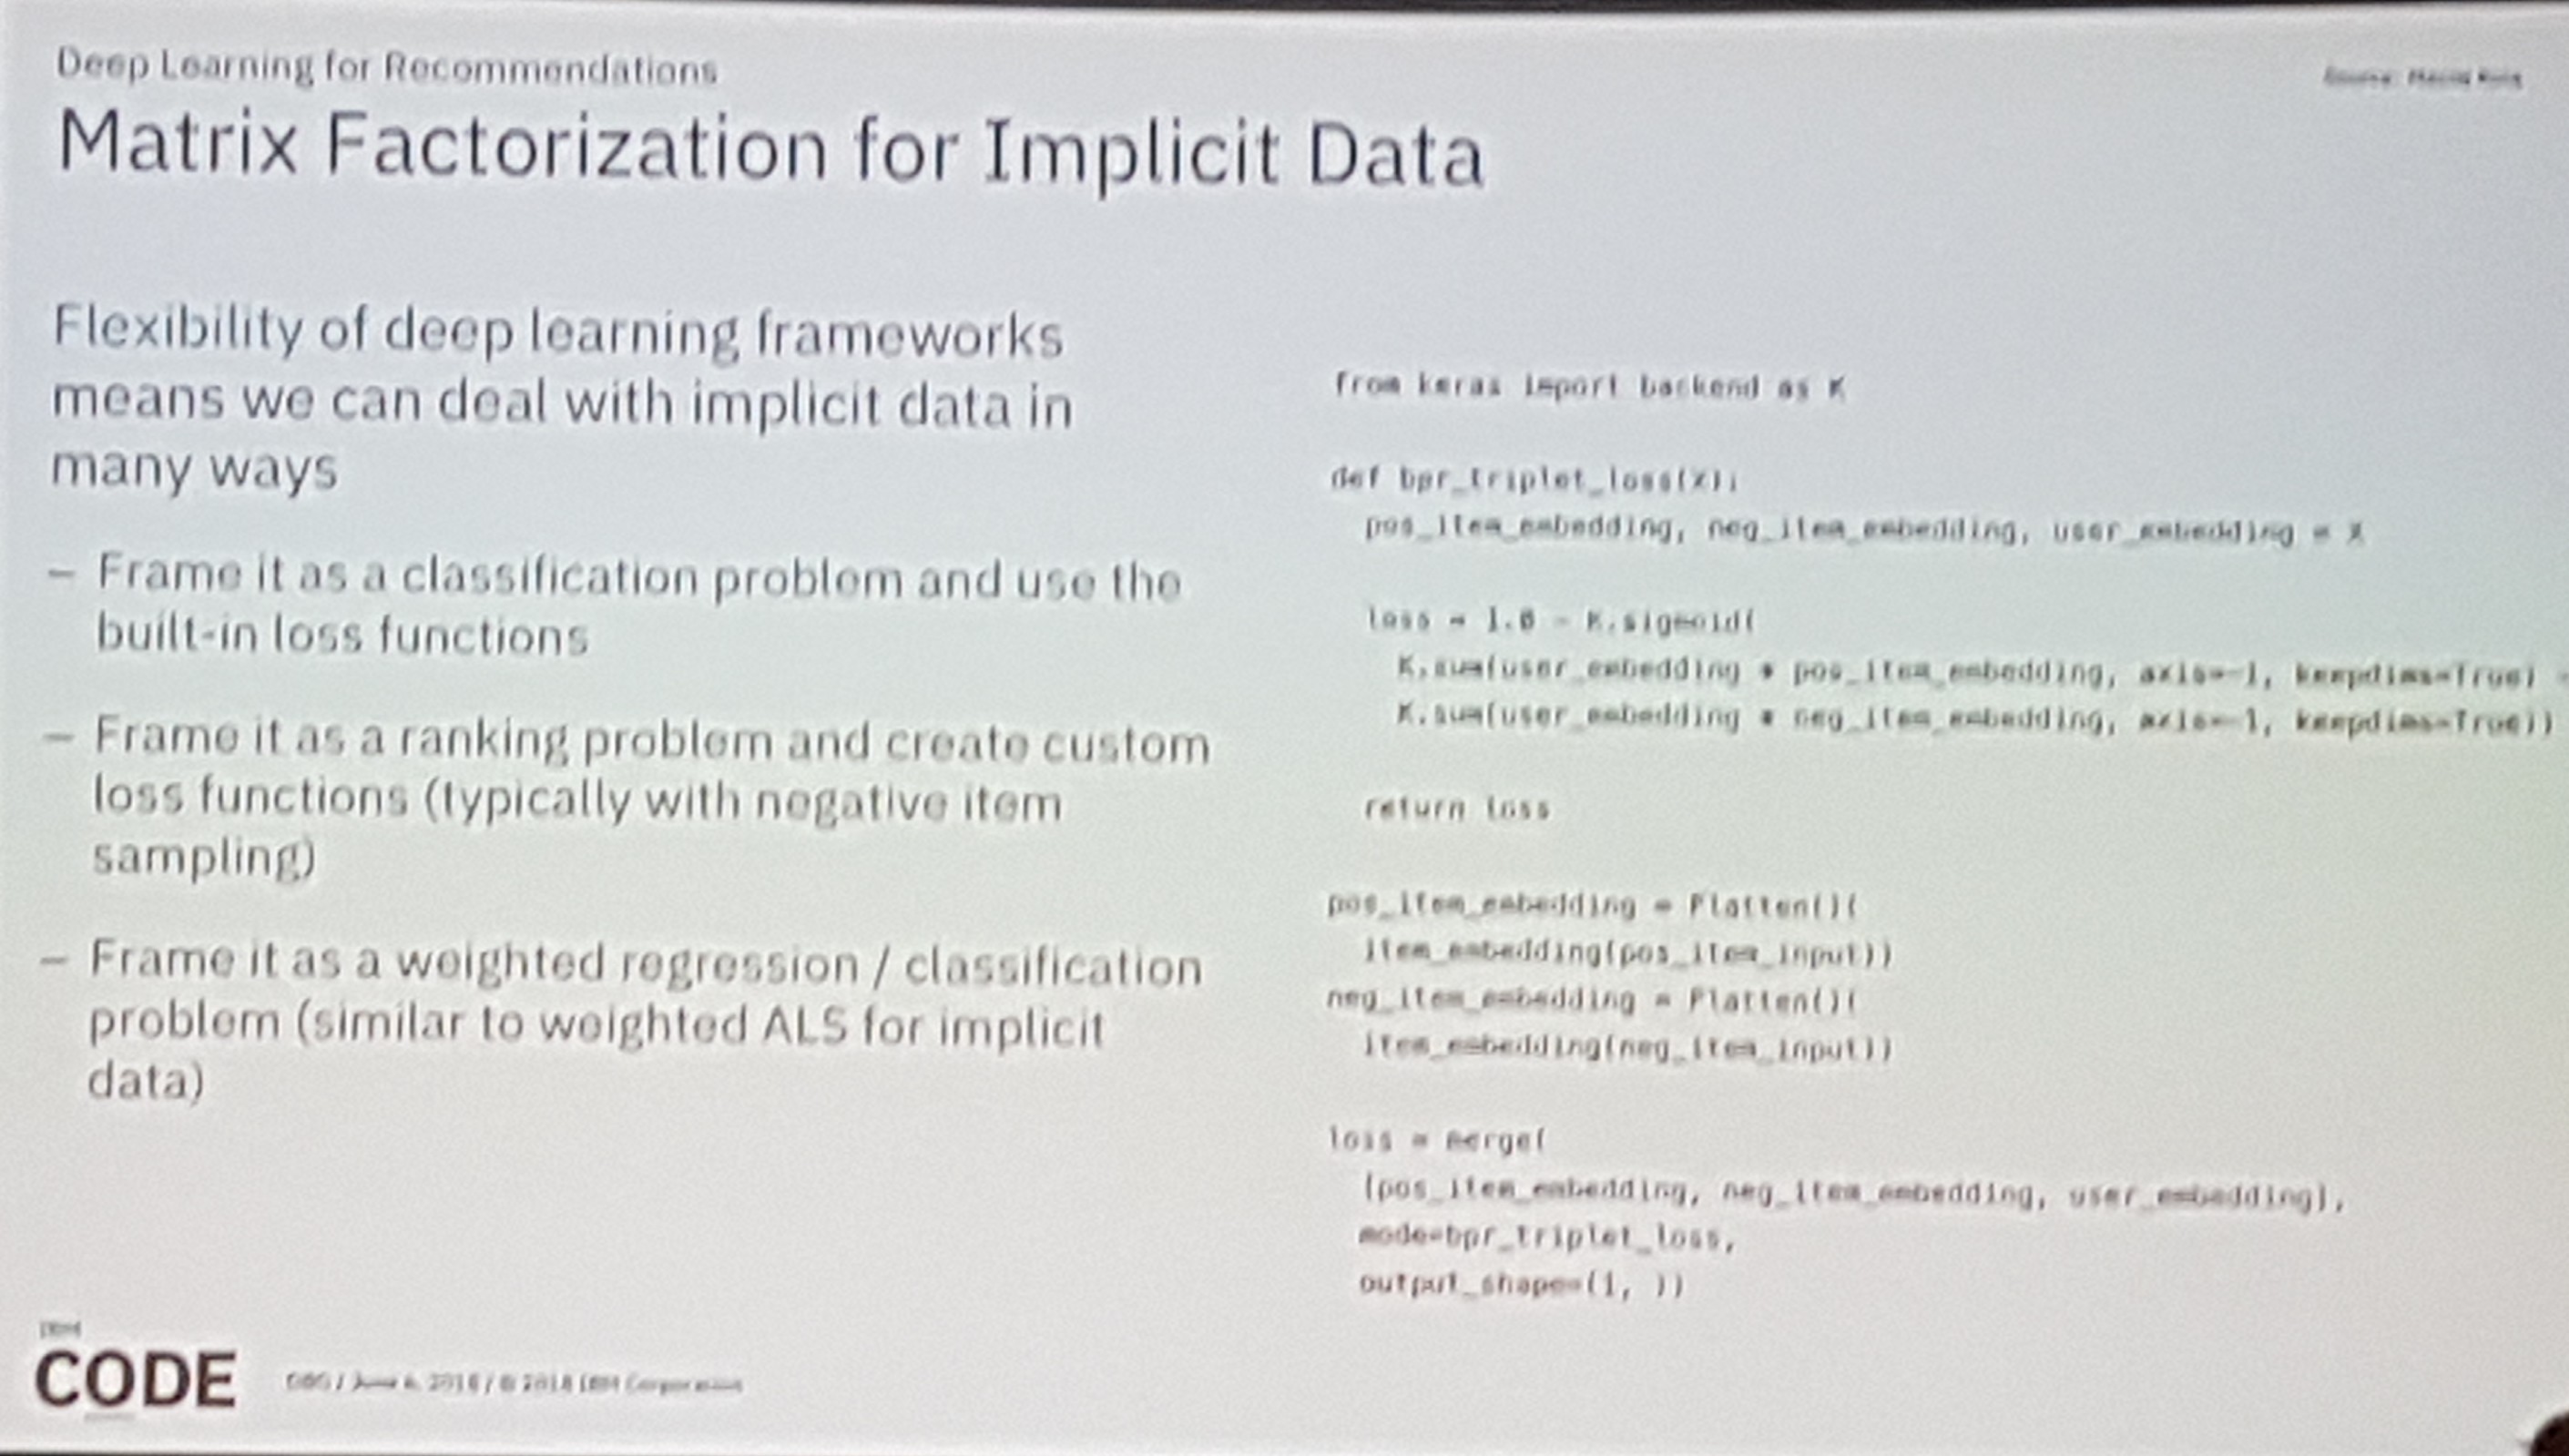 Deep Learning for Recommendations
Source: Maciej Kula
Matrix Factorization for Implicit Data
Flexibility of deep learning frameworks
means we can deal with implicit data in
many ways
– Frame it as a classification problem and use the
built-in loss functions
– Frame it as a ranking problem and create custom
loss functions (typically with negative item
sampling)
– Frame it as a weighted regression / classification
problem (similar to weighted ALS for implicit
data)
from keras import backend as K
def bpr_triplet_loss(X):
pos_item_embedding, neg_item_embedding, user_embedding = X
loss = 1.0 - K.sigmoid(
K.sum(user_embedding * pos_item_embedding, axis=-1, keepdims=True) -
K.sum(user_embedding * neg_item_embedding, axis=-1, keepdims=True))
return loss
pos_item_embedding = Flatten()(
item_embedding(pos_item_input))
neg_item_embedding = Flatten()(
item_embedding(neg_item_input))
loss = merge(
[pos_item_embedding, neg_item_embedding, user_embedding],
mode=bpr_triplet_loss,
output_shape=(1, ))
IBM
CODE
/ June 6, 2018 / © 2018 IBM Corporation